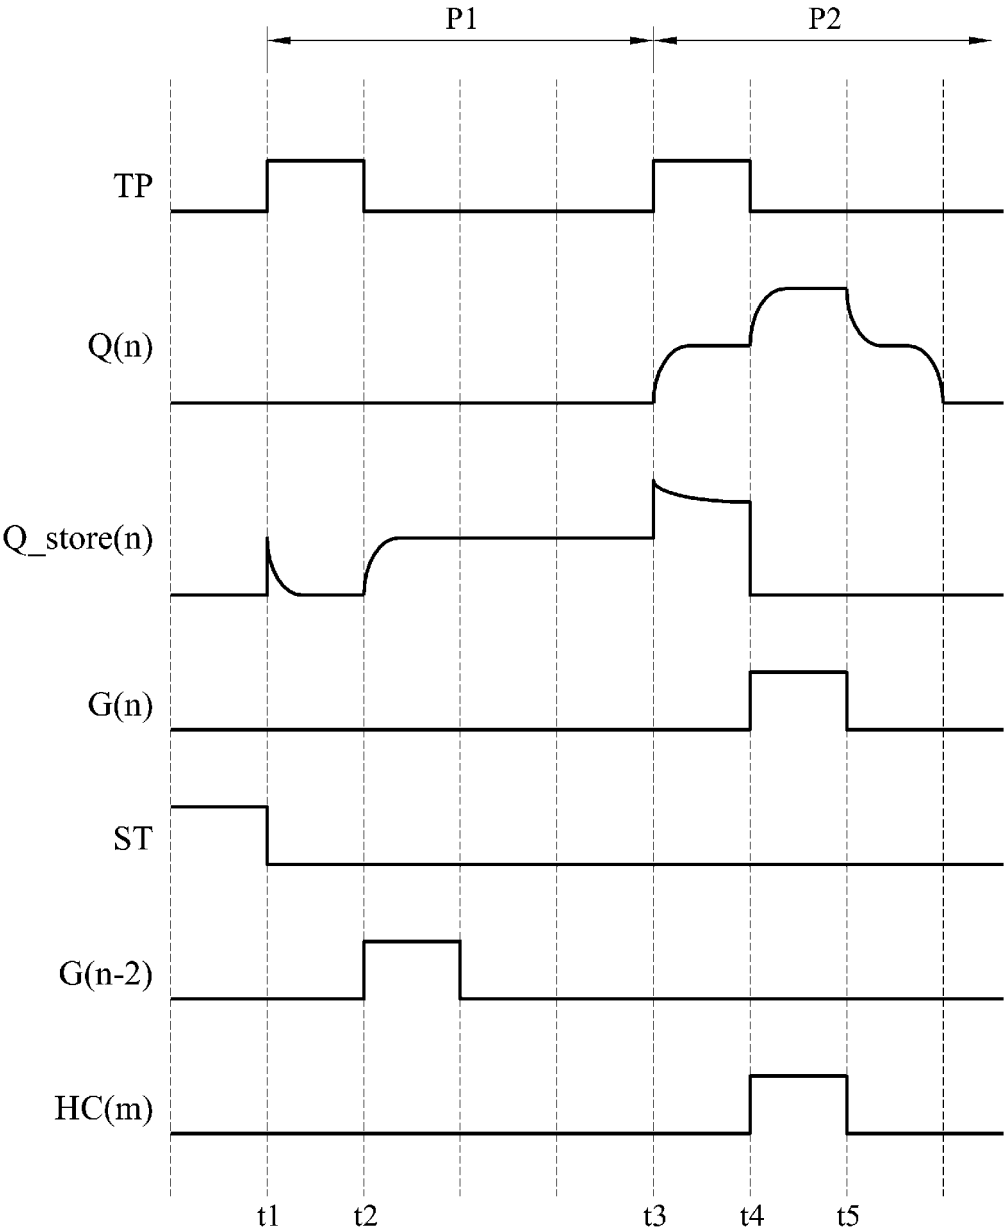 P1 P2
TP
Q(n)
Q_store(n)
G(n)
ST
G(n-2)
HC(m)
t1 t2 t3 t4 t5